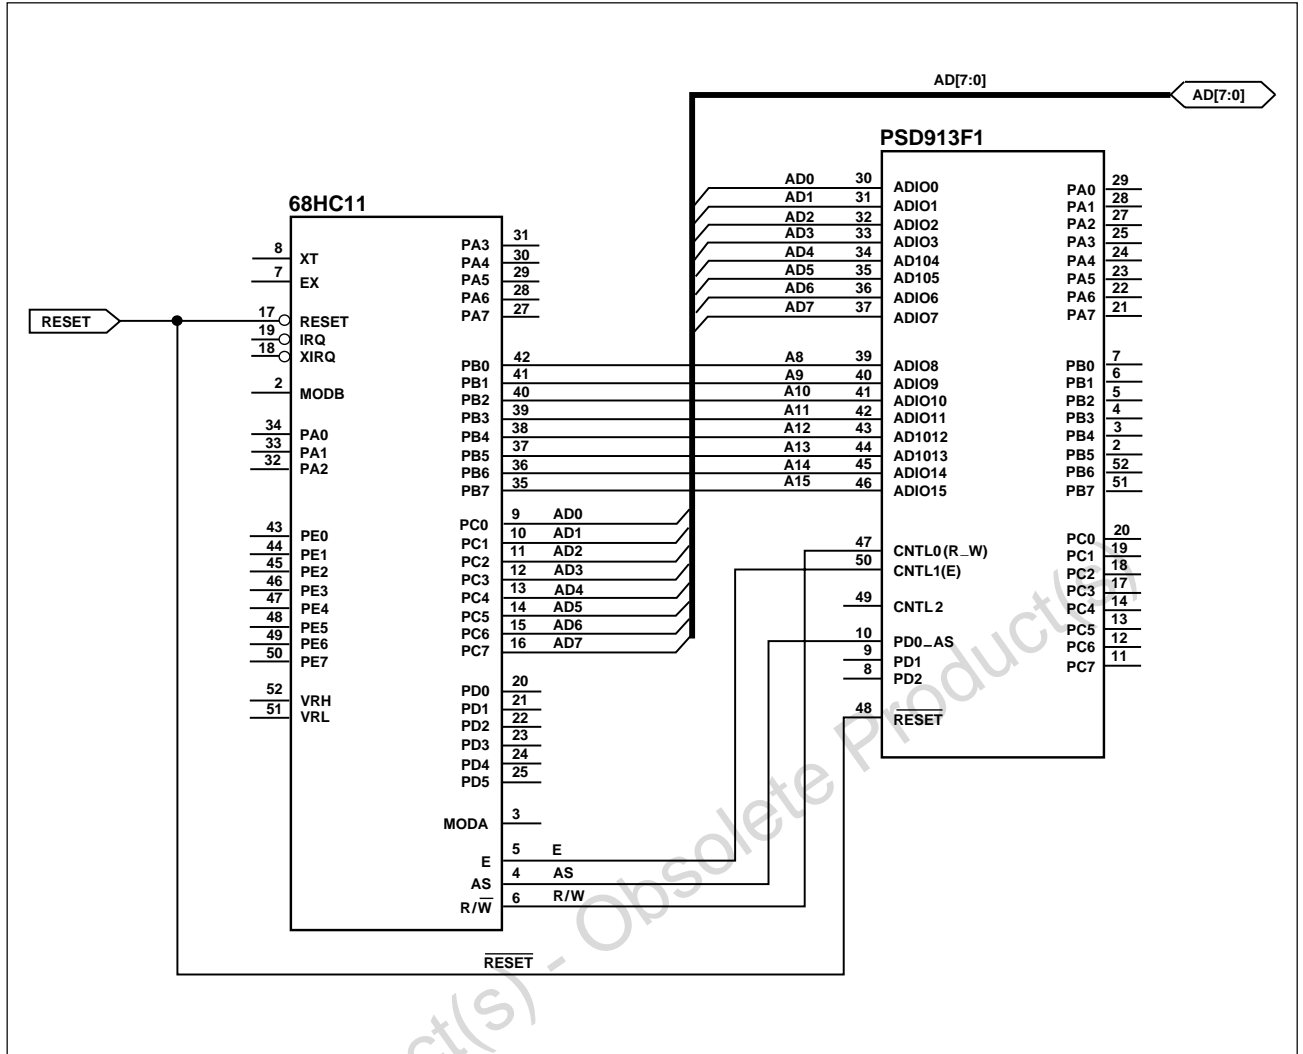 AD[7:0]
AD[7:0]
PSD913F1
68HC11
RESET
8 XT
7 EX
17 RESET
19 IRQ
18 XIRQ
2 MODB
34 PA0
33 PA1
32 PA2
43 PE0
44 PE1
45 PE2
46 PE3
47 PE4
48 PE5
49 PE6
50 PE7
52 VRH
51 VRL
PA3 31
PA4 30
PA5 29
PA6 28
PA7 27
PB0 42
PB1 41
PB2 40
PB3 39
PB4 38
PB5 37
PB6 36
PB7 35
PC0 9 AD0
PC1 10 AD1
PC2 11 AD2
PC3 12 AD3
PC4 13 AD4
PC5 14 AD5
PC6 15 AD6
PC7 16 AD7
PD0 20
PD1 21
PD2 22
PD3 23
PD4 24
PD5 25
MODA 3
E 5 E
AS 4 AS
R/W 6 R/W
RESET
AD0 30 ADIO0
AD1 31 ADIO1
AD2 32 ADIO2
AD3 33 ADIO3
AD4 34 AD104
AD5 35 AD105
AD6 36 ADIO6
AD7 37 ADIO7
A8 39 ADIO8
A9 40 ADIO9
A10 41 ADIO10
A11 42 ADIO11
A12 43 AD1012
A13 44 AD1013
A14 45 ADIO14
A15 46 ADIO15
47 CNTL0(R_W)
50 CNTL1(E)
49 CNTL2
10 PD0_AS
9 PD1
8 PD2
48 RESET
PA0 29
PA1 28
PA2 27
PA3 25
PA4 24
PA5 23
PA6 22
PA7 21
PB0 7
PB1 6
PB2 5
PB3 4
PB4 3
PB5 2
PB6 52
PB7 51
PC0 20
PC1 19
PC2 18
PC3 17
PC4 14
PC5 13
PC6 12
PC7 11
ct(s) - Obsolete Product(s)